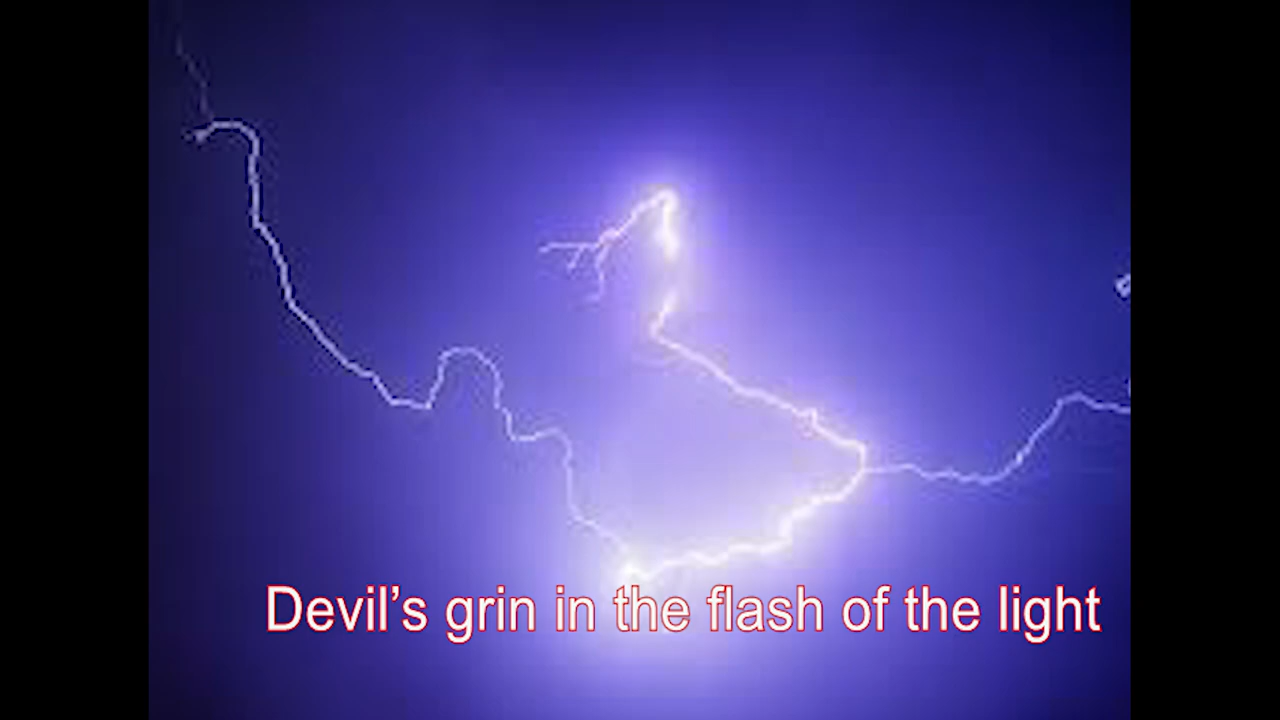 Devil’s grin in the flash of the light